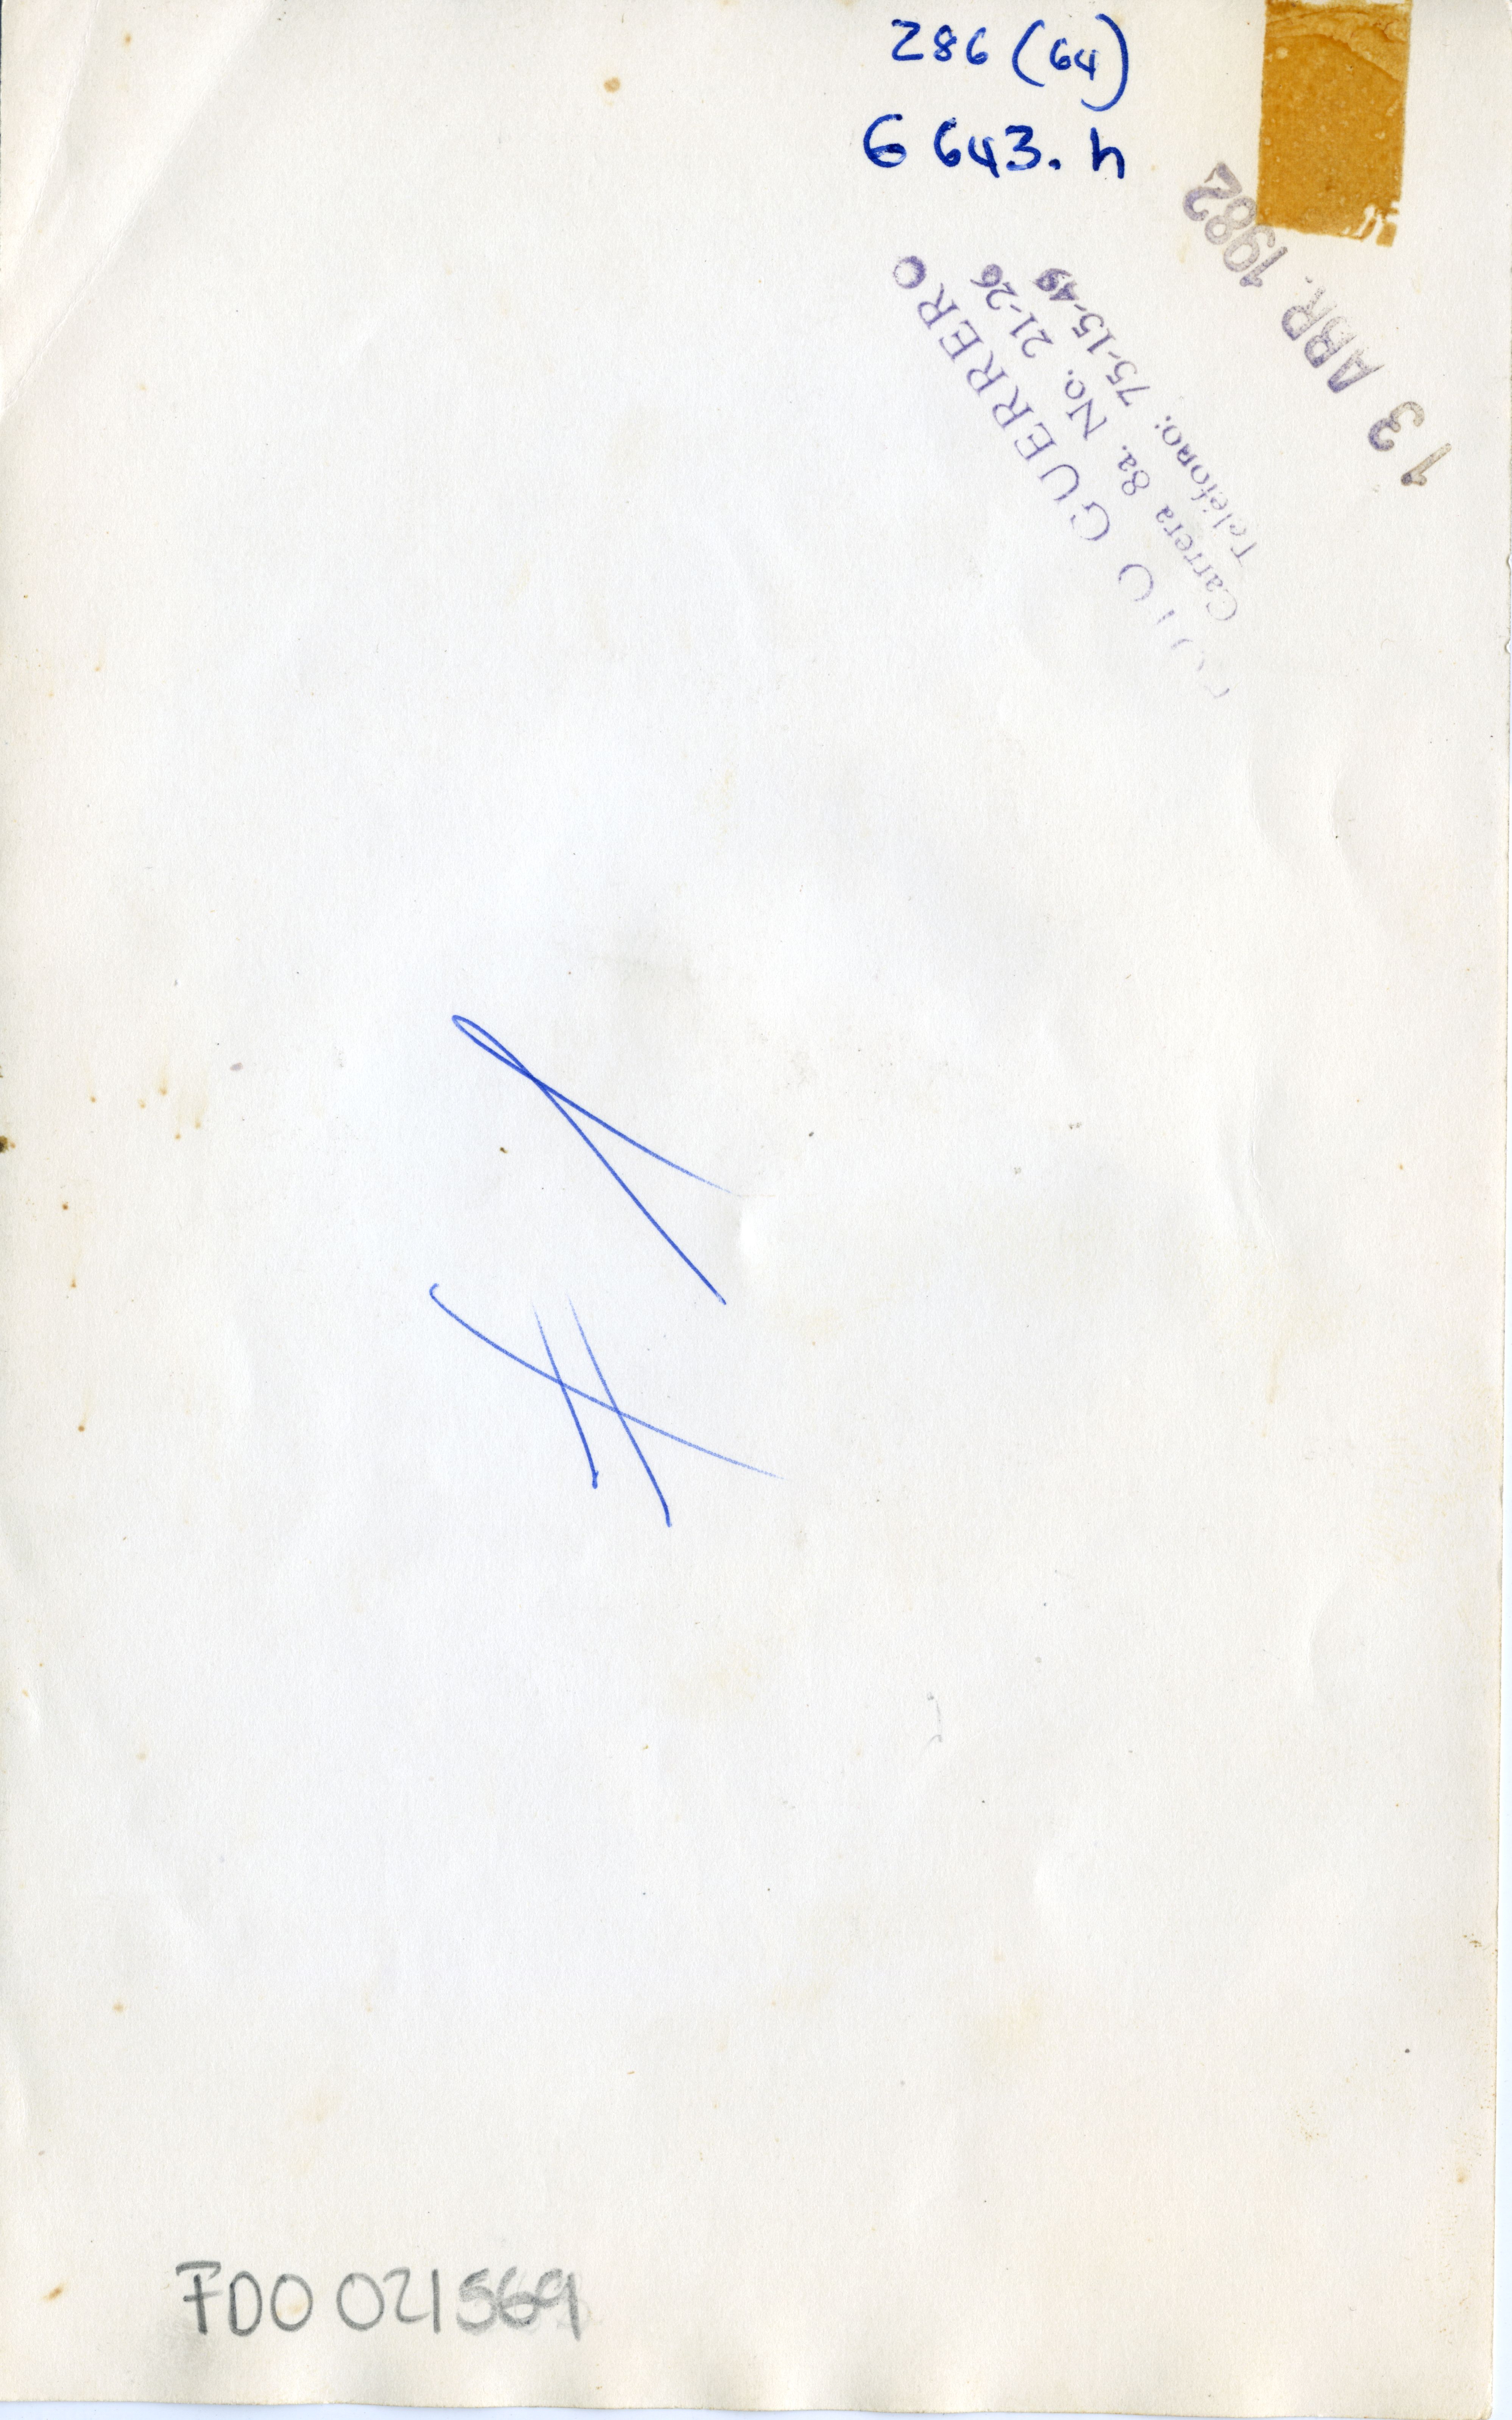 286 (64)
6 643. h
13 ABR. 1982
GUERRERO
Carrera 8a. No. 21-26
Teléfono: 75-15-49
FDO 021569